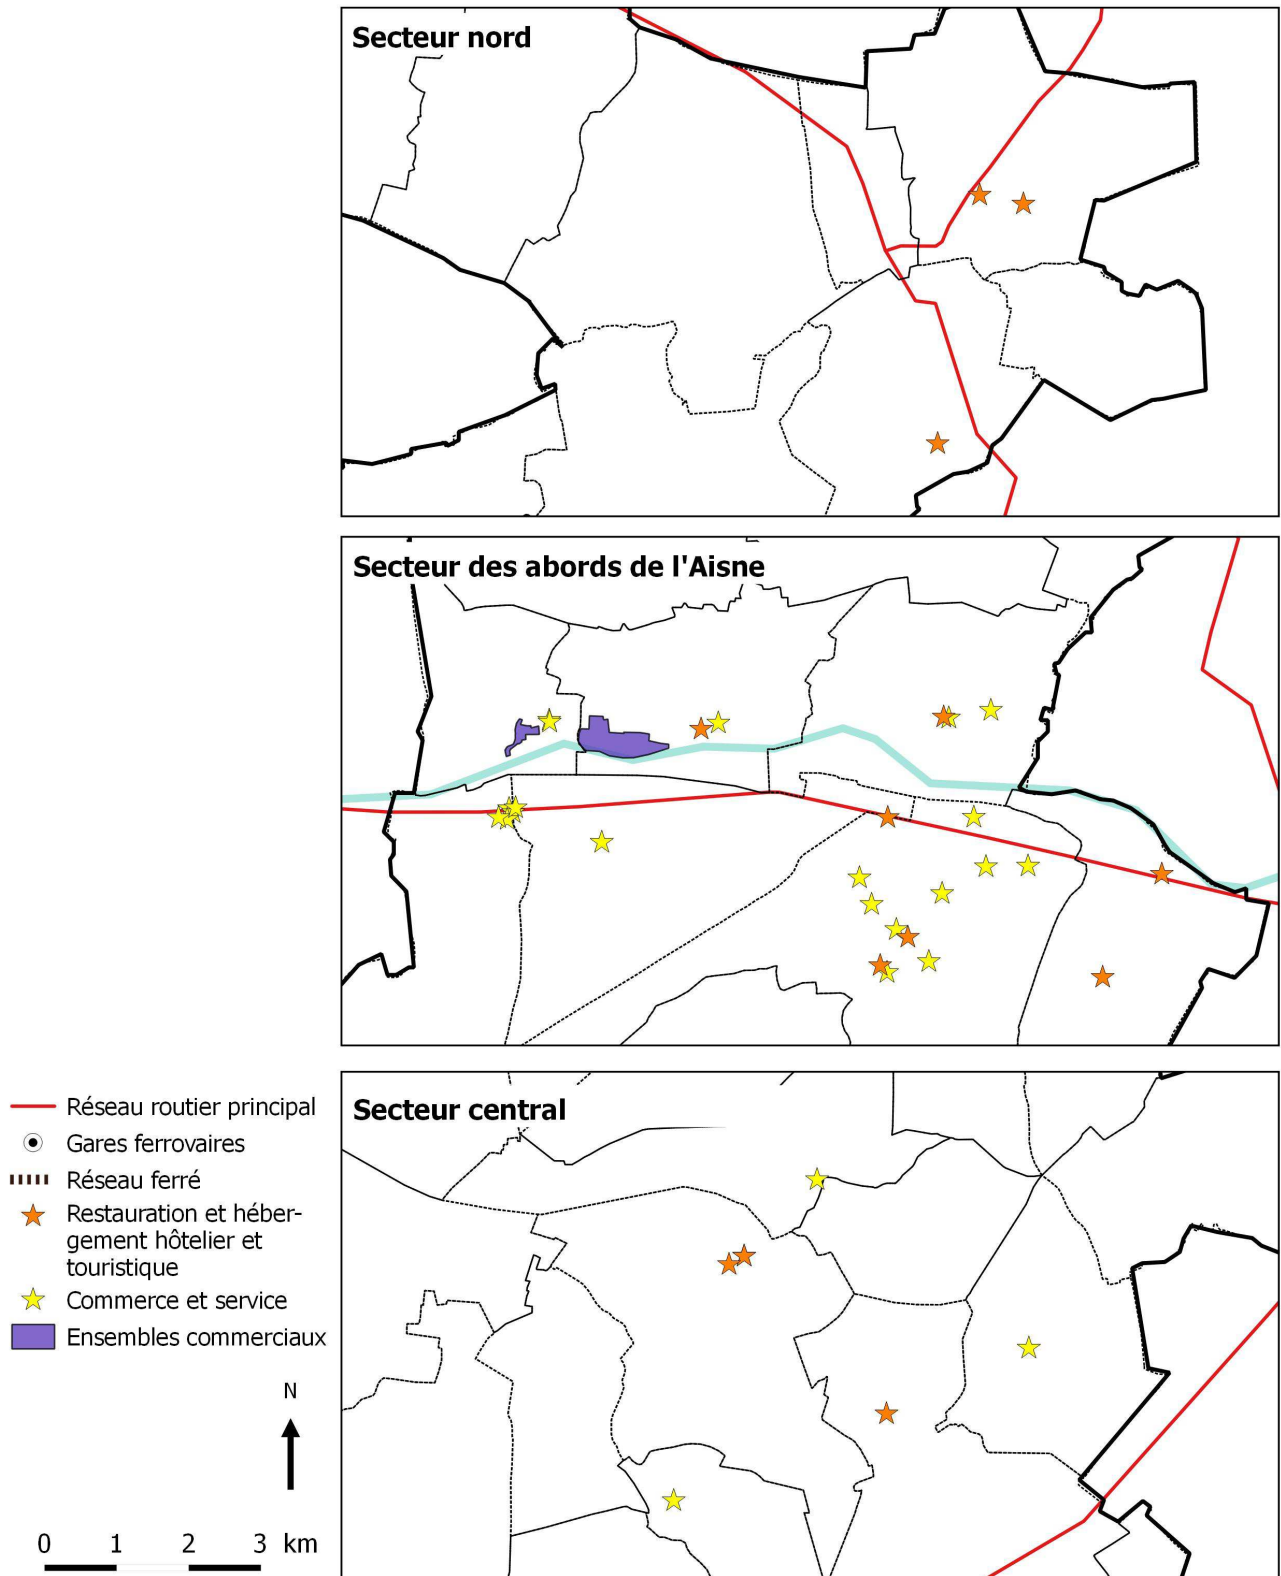 Secteur nord
Secteur des abords de l'Aisne
Secteur central
Réseau routier principal
Gares ferrovaires
Réseau ferré
Restauration et héber-
gement hôtelier et
touristique
Commerce et service
Ensembles commerciaux
N
0 1 2 3 km